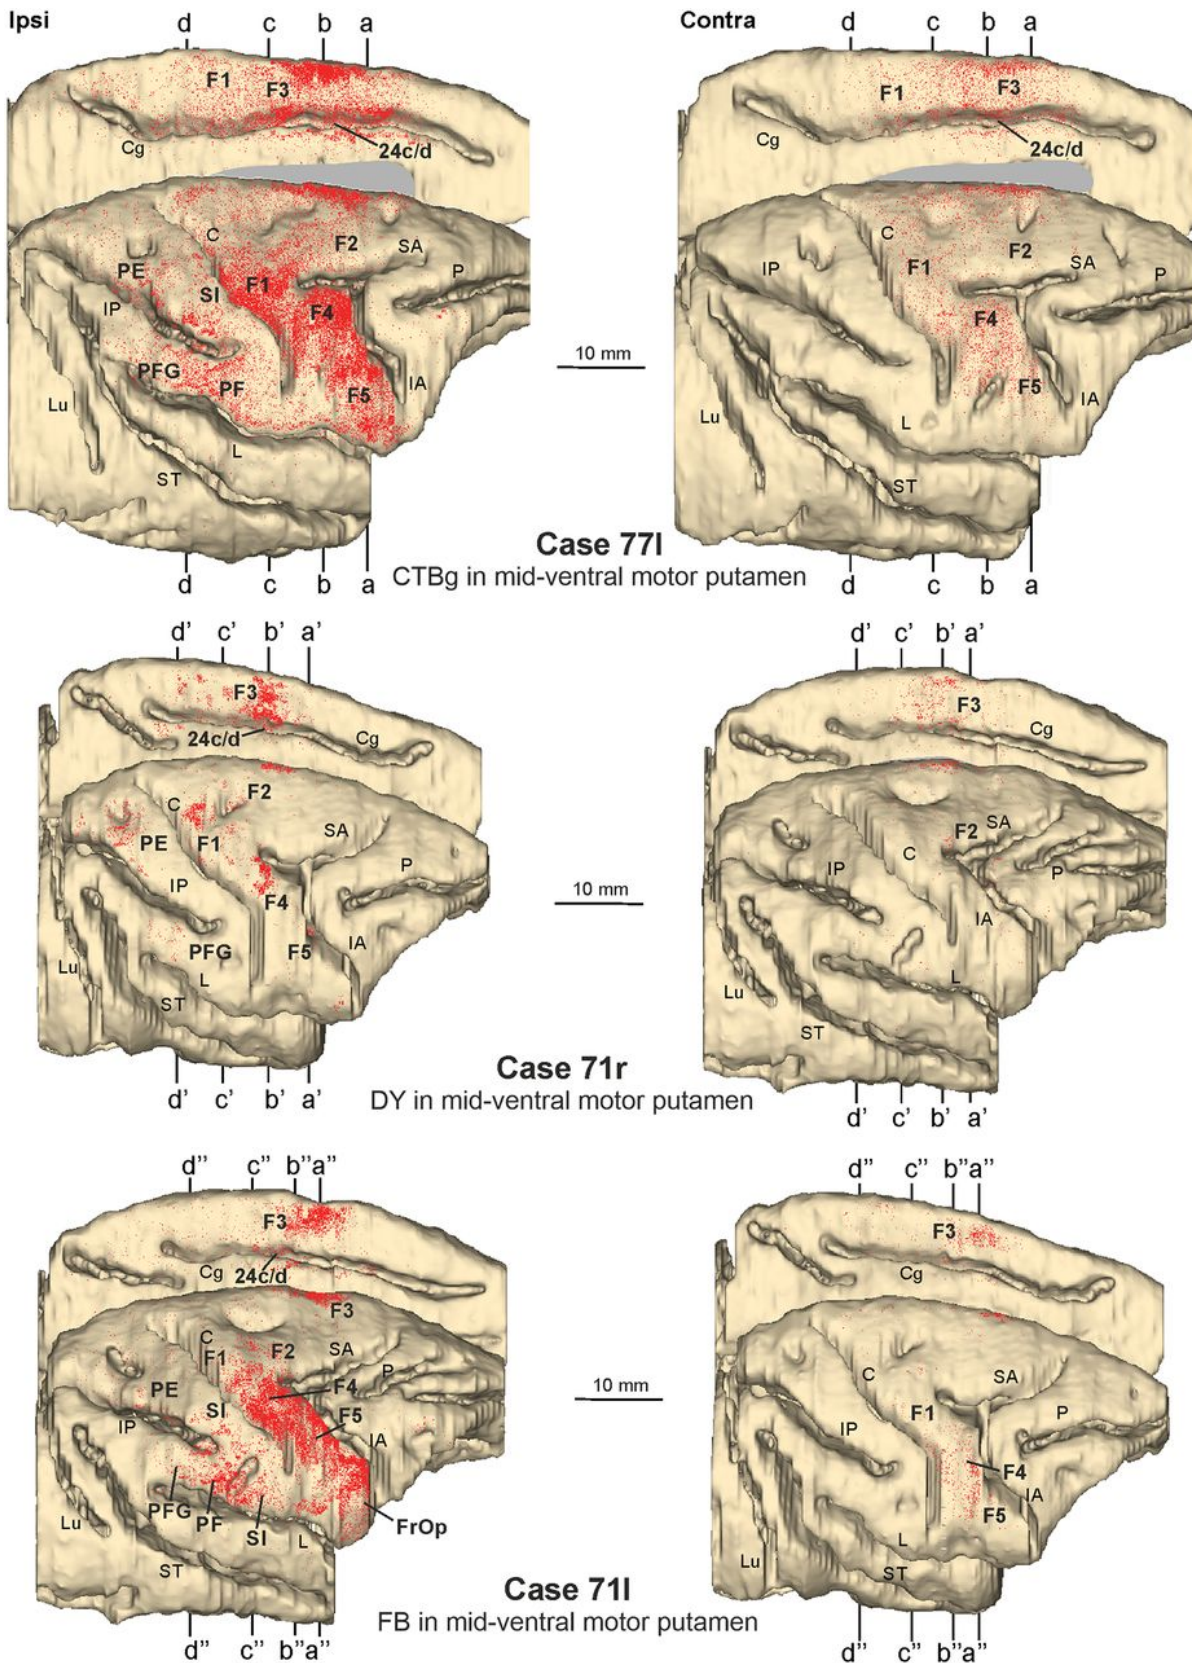 Ipsi
d c b a
F1
F3
Cg
24c/d
C
F2
SA
PE
F1
P
SI
IP
F4
PFG
PF
F5
IA
Lu
L
ST
d c b a
Contra
d c b a
F1
F3
Cg
24c/d
C
F2
IP
F1
SA
P
F4
F5
IA
Lu
L
ST
d c b a
10 mm
Case 77l
CTBg in mid-ventral motor putamen
d’ c’ b’ a’
F3
24c/d
Cg
F2
C
F1
SA
PE
P
IP
F4
PFG
F5
IA
Lu
L
ST
d’ c’ b’ a’
d’ c’ b’ a’
F3
Cg
SA
F2
C
IP
P
IA
Lu
L
ST
d’ c’ b’ a’
10 mm
Case 71r
DY in mid-ventral motor putamen
d’’ c’’ b’’a’’
F3
Cg
24c/d
F3
C
F1
F2
SA
P
PE
F4
SI
IP
F5
IA
PFG
PF
SI
L
FrOp
Lu
ST
d’’ c’’ b’’a’’
d’’ c’’ b’’a’’
F3
Cg
C
SA
F1
P
IP
F4
F5
IA
L
Lu
ST
d’’ c’’ b’’a’’
10 mm
Case 71l
FB in mid-ventral motor putamen